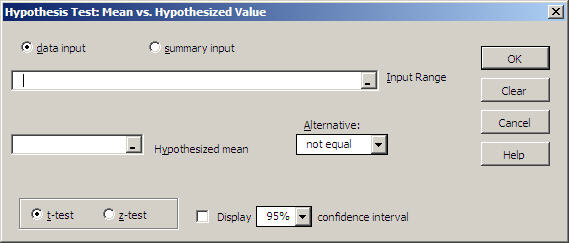 Hypothesis Test: Mean vs. Hypothesized Value
data input summary input
OK
Input Range
Clear
Alternative:
Cancel
Hypothesized mean not equal
Help
t-test z-test Display 95% confidence interval